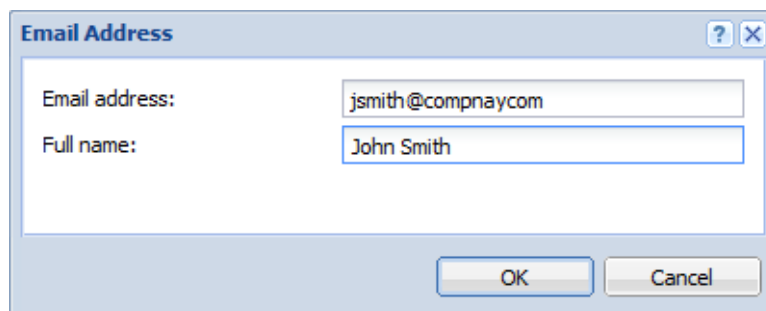 Email Address
Email address: jsmith@compnaycom
Full name: John Smith
OK Cancel